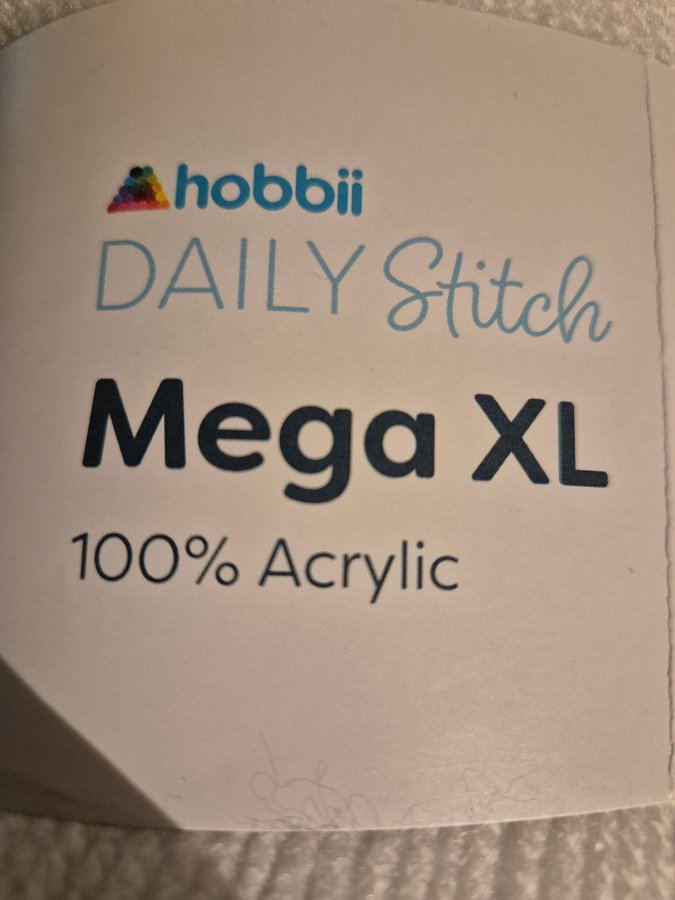 hobbii
DAILY Stitch
Mega XL
100% Acrylic